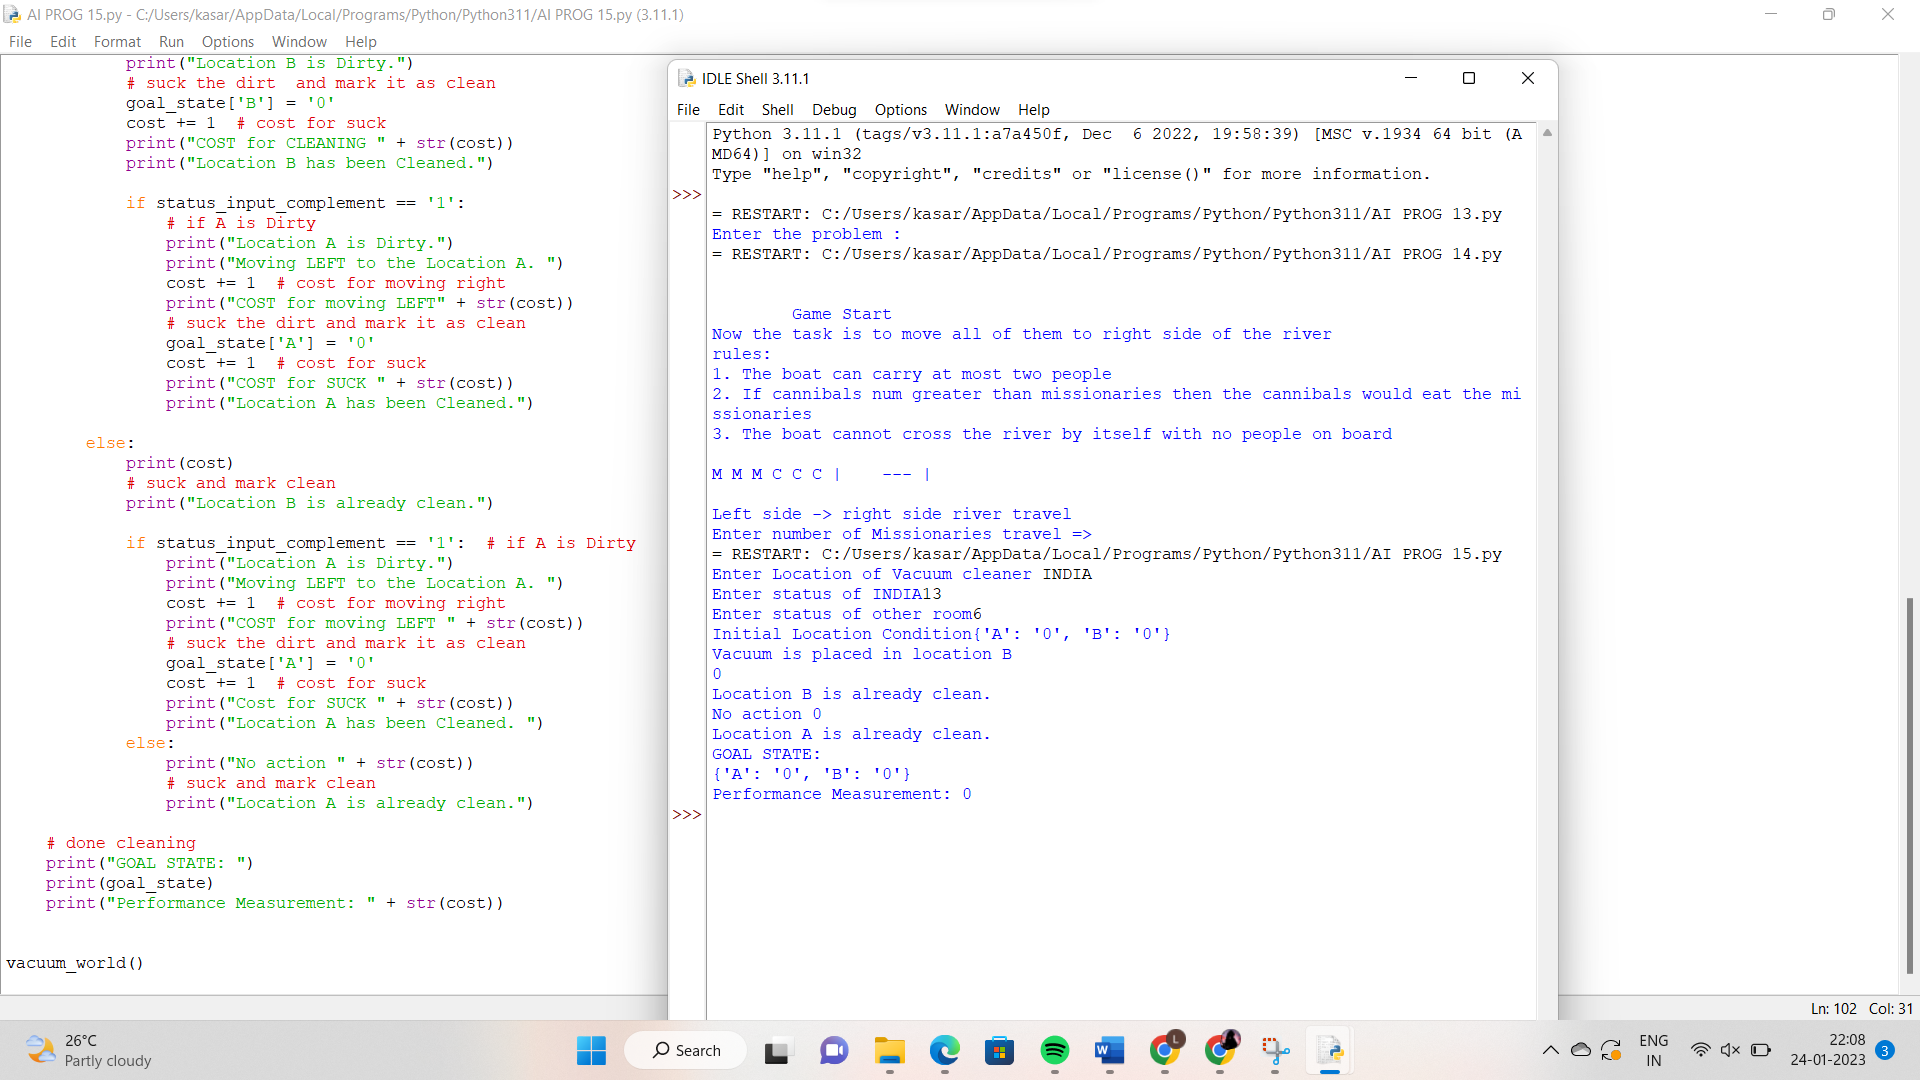 AI PROG 15.py - C:/Users/kasar/AppData/Local/Programs/Python/Python311/AI PROG 15.py (3.11.1)
File Edit Format Run Options Window Help
print("Location B is Dirty.")
# suck the dirt  and mark it as clean
goal_state['B'] = '0'
cost += 1  # cost for suck
print("COST for CLEANING " + str(cost))
print("Location B has been Cleaned.")
if status_input_complement == '1':
# if A is Dirty
print("Location A is Dirty.")
print("Moving LEFT to the Location A. ")
cost += 1  # cost for moving right
print("COST for moving LEFT" + str(cost))
# suck the dirt and mark it as clean
goal_state['A'] = '0'
cost += 1  # cost for suck
print("COST for SUCK " + str(cost))
print("Location A has been Cleaned.")
else:
print(cost)
# suck and mark clean
print("Location B is already clean.")
if status_input_complement == '1':  # if A is Dirty
print("Location A is Dirty.")
print("Moving LEFT to the Location A. ")
cost += 1  # cost for moving right
print("COST for moving LEFT " + str(cost))
# suck the dirt and mark it as clean
goal_state['A'] = '0'
cost += 1  # cost for suck
print("Cost for SUCK " + str(cost))
print("Location A has been Cleaned. ")
else:
print("No action " + str(cost))
# suck and mark clean
print("Location A is already clean.")
# done cleaning
print("GOAL STATE: ")
print(goal_state)
print("Performance Measurement: " + str(cost))
vacuum_world()
IDLE Shell 3.11.1
File Edit Shell Debug Options Window Help
Python 3.11.1 (tags/v3.11.1:a7a450f, Dec  6 2022, 19:58:39) [MSC v.1934 64 bit (A
MD64)] on win32
Type "help", "copyright", "credits" or "license()" for more information.
>>>
= RESTART: C:/Users/kasar/AppData/Local/Programs/Python/Python311/AI PROG 13.py
Enter the problem :
= RESTART: C:/Users/kasar/AppData/Local/Programs/Python/Python311/AI PROG 14.py
Game Start
Now the task is to move all of them to right side of the river
rules:
1. The boat can carry at most two people
2. If cannibals num greater than missionaries then the cannibals would eat the mi
ssionaries
3. The boat cannot cross the river by itself with no people on board
M M M C C C |    --- |
Left side -> right side river travel
Enter number of Missionaries travel =>
= RESTART: C:/Users/kasar/AppData/Local/Programs/Python/Python311/AI PROG 15.py
Enter Location of Vacuum cleaner INDIA
Enter status of INDIA13
Enter status of other room6
Initial Location Condition{'A': '0', 'B': '0'}
Vacuum is placed in location B
0
Location B is already clean.
No action 0
Location A is already clean.
GOAL STATE:
{'A': '0', 'B': '0'}
Performance Measurement: 0
>>>
Ln: 102 Col: 31
26°C
Partly cloudy
Search
L
ENG
IN
22:08
24-01-2023
3